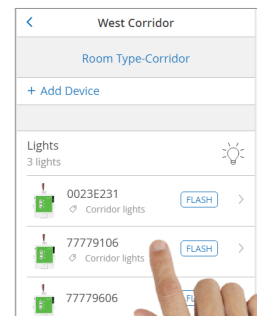 West Corridor
Room Type-Corridor
+ Add Device
Lights
3 lights
0023E231
Corridor lights
FLASH
77779106
Corridor lights
FLASH
77779606